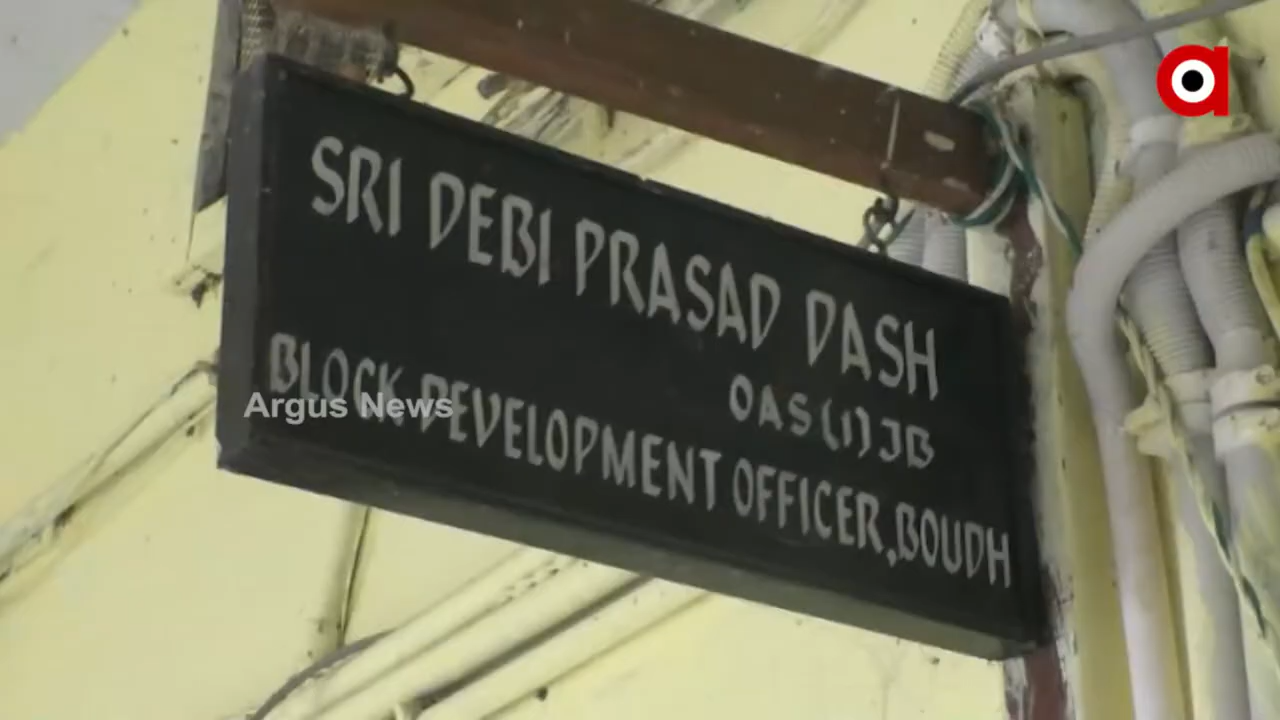 SRI DEBI PRASAD DASH
OAS(I)JB
BLOCK DEVELOPMENT OFFICER,BOUDH
Argus News